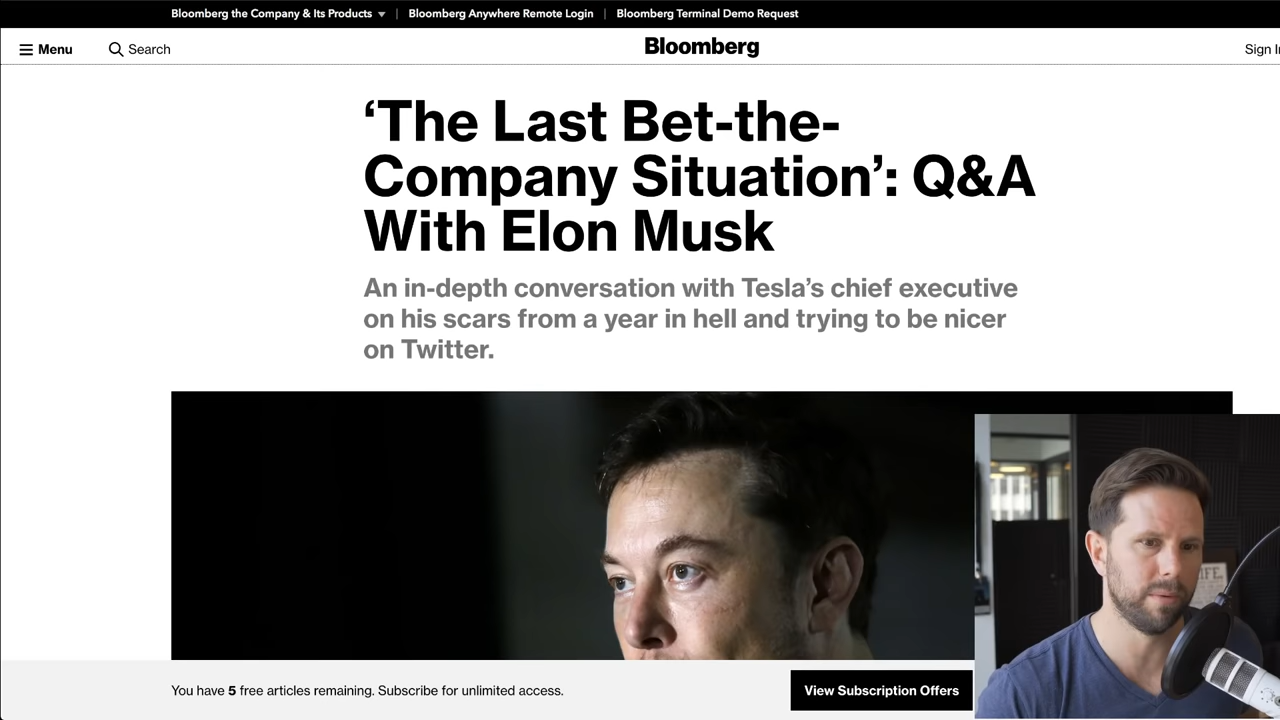 Bloomberg the Company & Its Products
Bloomberg Anywhere Remote Login
Bloomberg Terminal Demo Request
Menu
Search
Bloomberg
Sign I
‘The Last Bet-the-
Company Situation’: Q&A
With Elon Musk
An in-depth conversation with Tesla’s chief executive
on his scars from a year in hell and trying to be nicer
on Twitter.
You have 5 free articles remaining. Subscribe for unlimited access.
View Subscription Offers